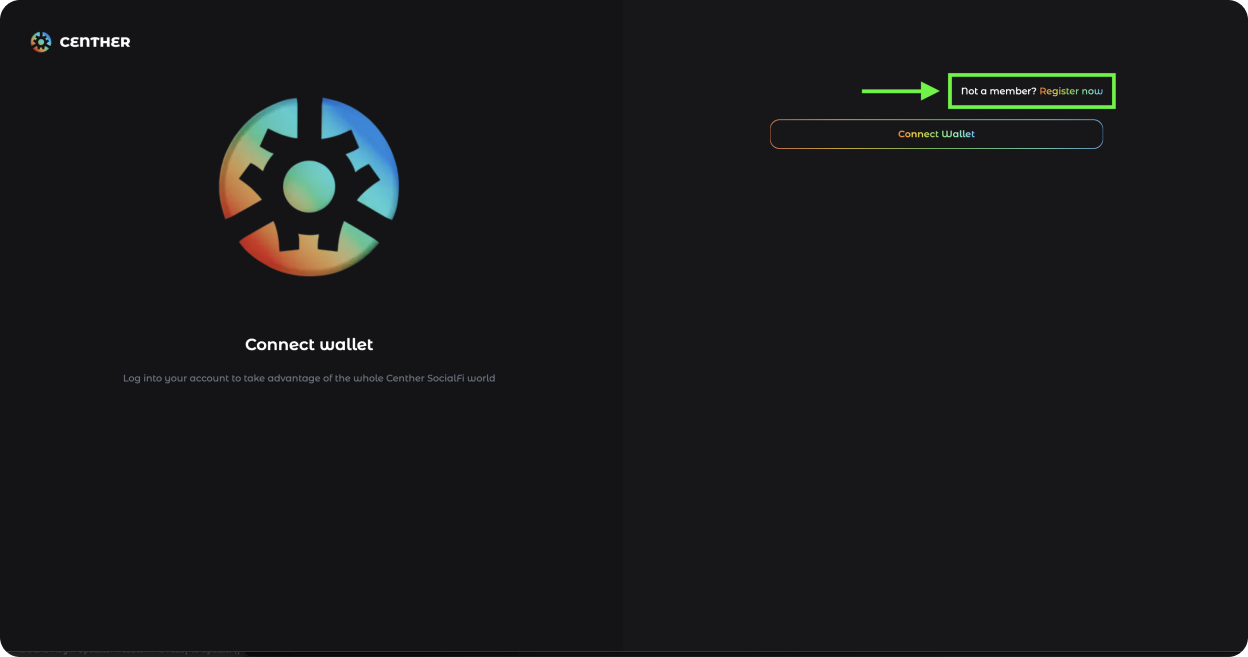 CENTHER
Not a member? Register now
Connect Wallet
Connect wallet
Log into your account to take advantage of the whole Centher SocialFi world